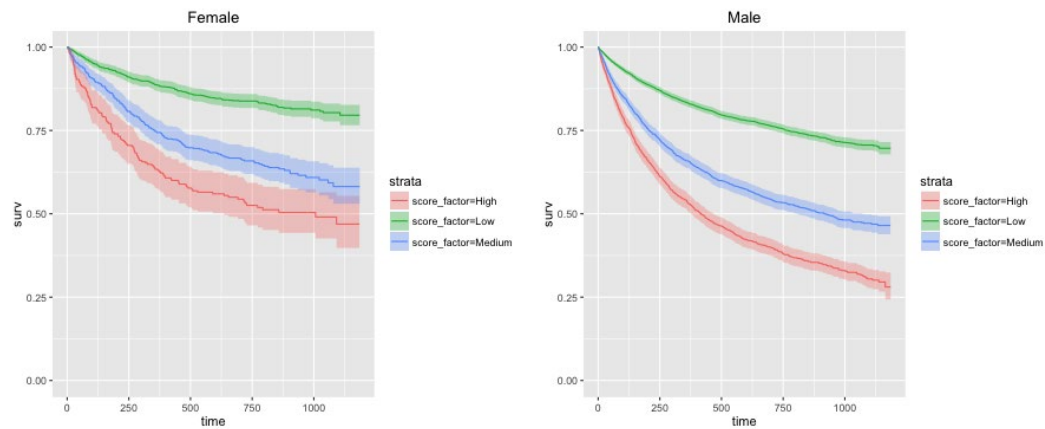 Female
1.00
0.75
0.50
0.25
0.00
surv
0
250
500
750
1000
time
strata
score_factor=High
score_factor=Low
score_factor=Medium
Male
1.00
0.75
0.50
0.25
0.00
surv
0
250
500
750
1000
time
strata
score_factor=High
score_factor=Low
score_factor=Medium